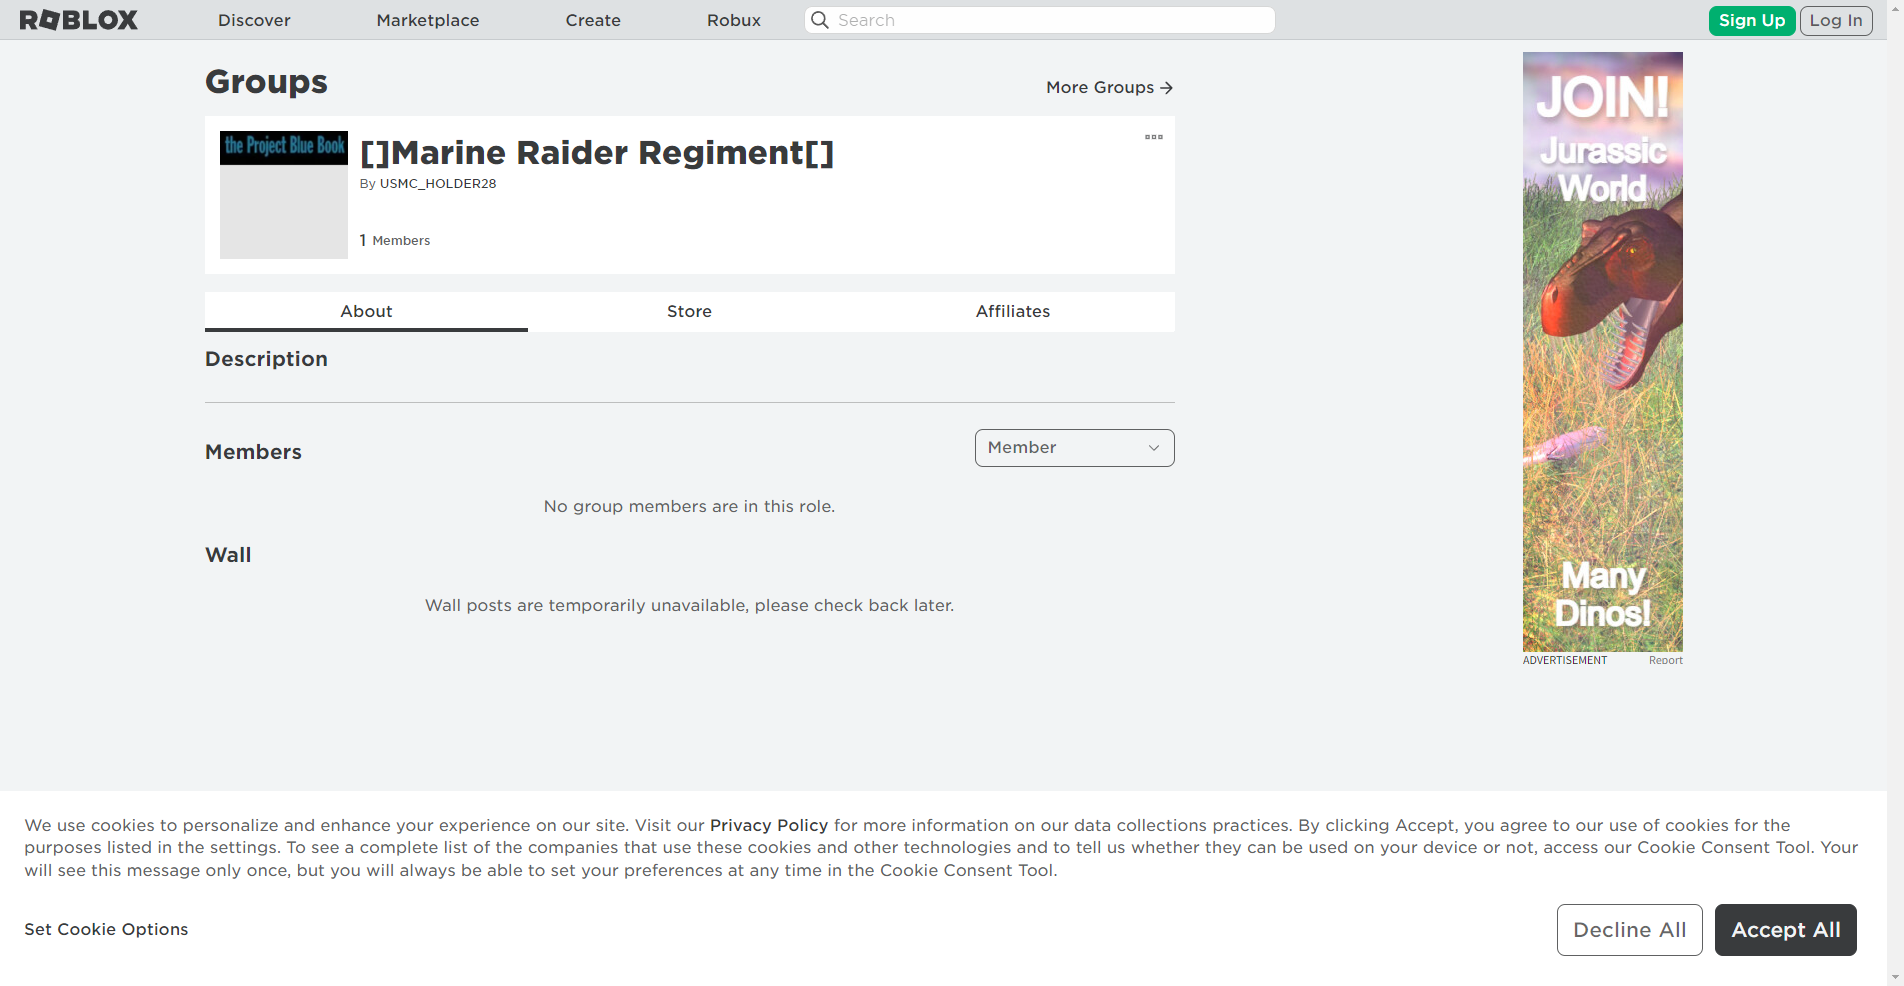 ROBLOX
Discover
Marketplace
Create
Robux
Search
Sign Up
Log In
Groups
More Groups →
the Project Blue Book
[]Marine Raider Regiment[]
By USMC_HOLDER28
1 Members
About
Store
Affiliates
Description
Members
Member
No group members are in this role.
Wall
Wall posts are temporarily unavailable, please check back later.
JOIN!
Jurassic
World
Many
Dinos!
ADVERTISEMENT
Report
We use cookies to personalize and enhance your experience on our site. Visit our Privacy Policy for more information on our data collections practices. By clicking Accept, you agree to our use of cookies for the
purposes listed in the settings. To see a complete list of the companies that use these cookies and other technologies and to tell us whether they can be used on your device or not, access our Cookie Consent Tool. Your
will see this message only once, but you will always be able to set your preferences at any time in the Cookie Consent Tool.
Set Cookie Options
Decline All
Accept All